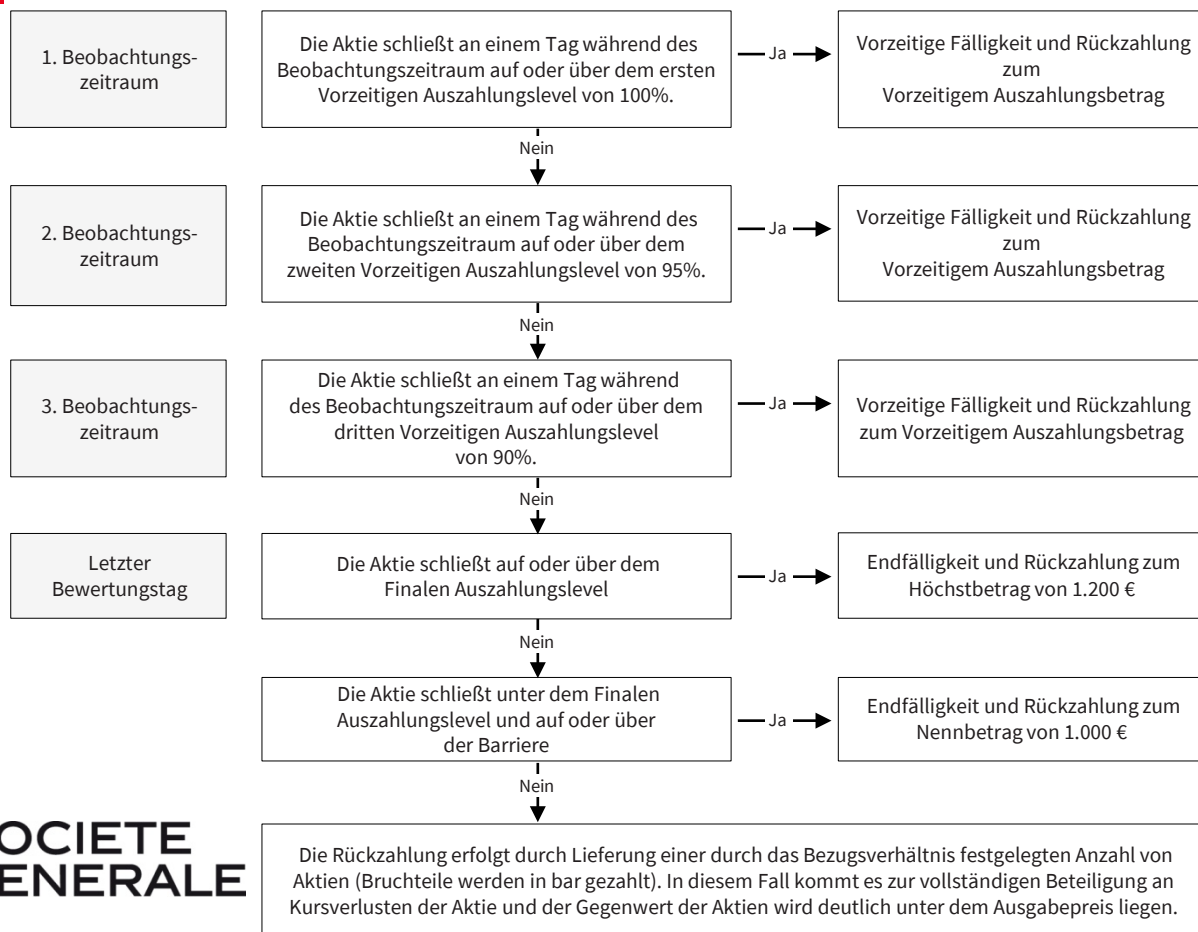 1. Beobachtungs-
zeitraum
Die Aktie schließt an einem Tag während des
Beobachtungszeitraum auf oder über dem ersten
Vorzeitigen Auszahlungslevel von 100%.
Ja
Vorzeitige Fälligkeit und Rückzahlung
zum
Vorzeitigem Auszahlungsbetrag
Nein
2. Beobachtungs-
zeitraum
Die Aktie schließt an einem Tag während des
Beobachtungszeitraum auf oder über dem
zweiten Vorzeitigen Auszahlungslevel von 95%.
Ja
Vorzeitige Fälligkeit und Rückzahlung
zum
Vorzeitigem Auszahlungsbetrag
Nein
3. Beobachtungs-
zeitraum
Die Aktie schließt an einem Tag während
des Beobachtungszeitraum auf oder über dem
dritten Vorzeitigen Auszahlungslevel
von 90%.
Ja
Vorzeitige Fälligkeit und Rückzahlung
zum Vorzeitigem Auszahlungsbetrag
Nein
Letzter
Bewertungstag
Die Aktie schließt auf oder über dem
Finalen Auszahlungslevel
Ja
Endfälligkeit und Rückzahlung zum
Höchstbetrag von 1.200 €
Nein
Die Aktie schließt unter dem Finalen
Auszahlungslevel und auf oder über
der Barriere
Ja
Endfälligkeit und Rückzahlung zum
Nennbetrag von 1.000 €
Nein
OCIETE
ENERALE
Die Rückzahlung erfolgt durch Lieferung einer durch das Bezugsverhältnis festgelegten Anzahl von
Aktien (Bruchteile werden in bar gezahlt). In diesem Fall kommt es zur vollständigen Beteiligung an
Kursverlusten der Aktie und der Gegenwert der Aktien wird deutlich unter dem Ausgabepreis liegen.